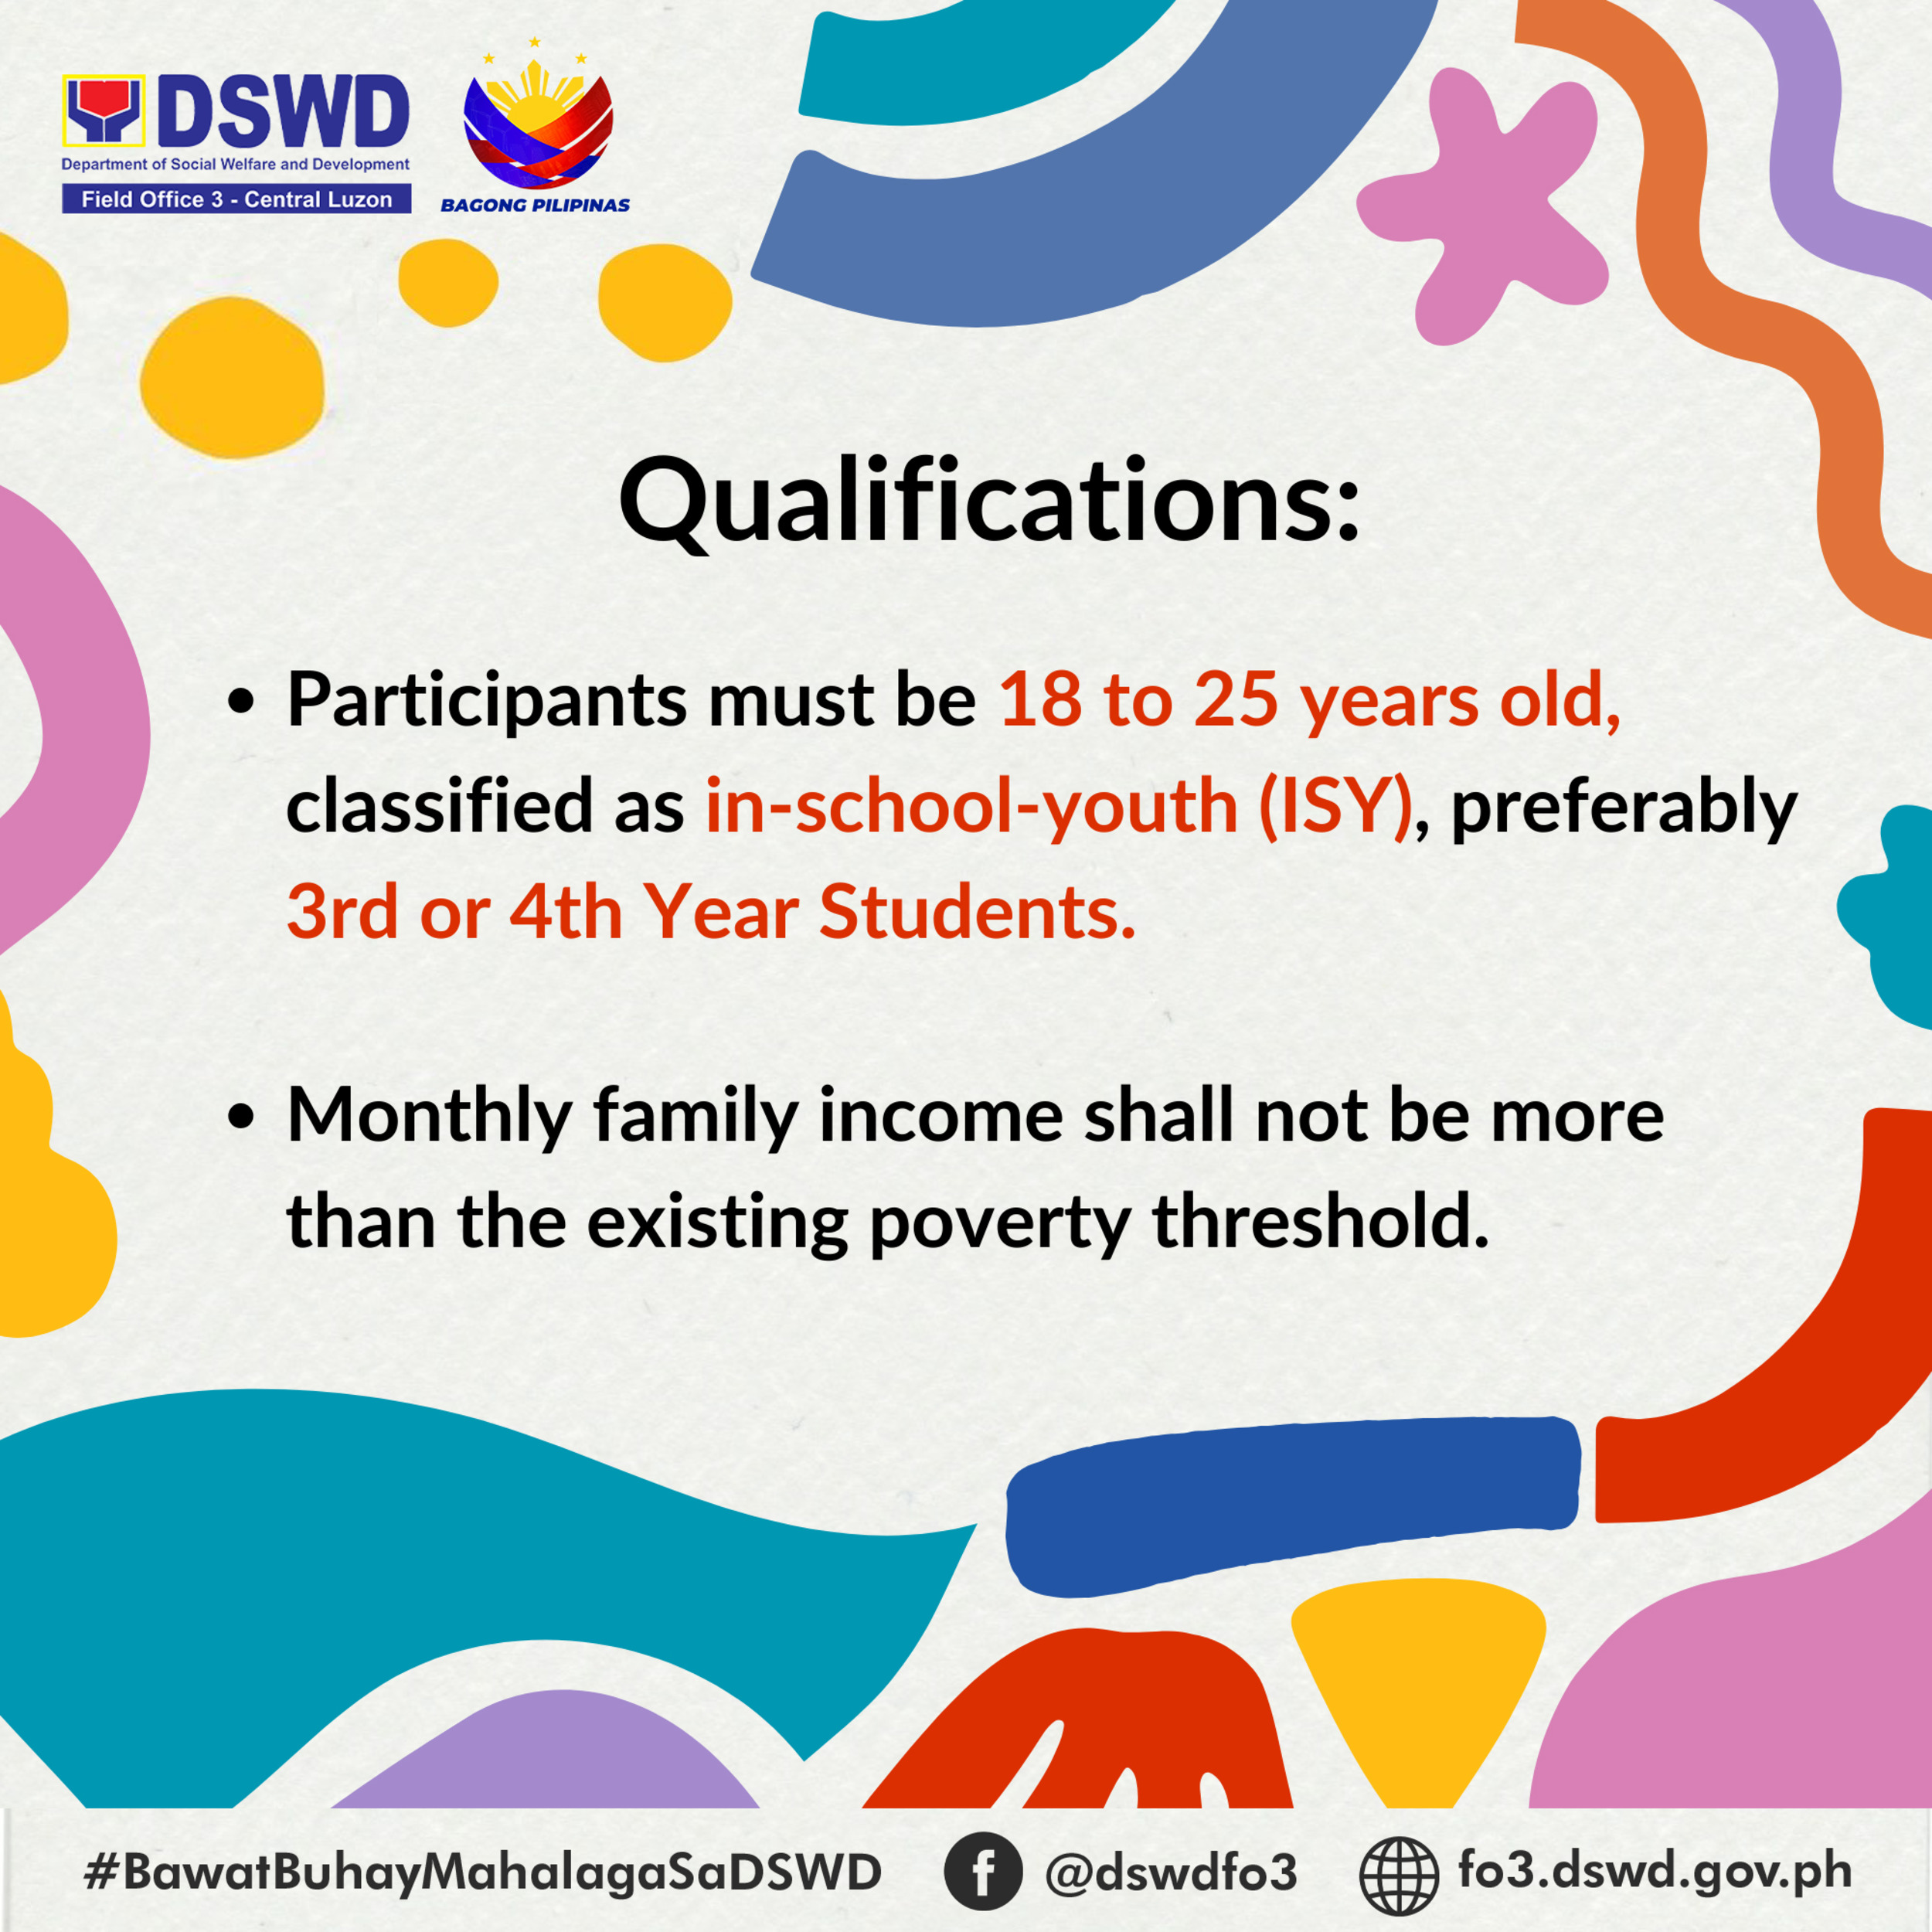 DSWD
Department of Social Welfare and Development
Field Office 3 - Central Luzon
BAGONG PILIPINAS
Qualifications:
• Participants must be 18 to 25 years old,
classified as in-school-youth (ISY), preferably
3rd or 4th Year Students.
• Monthly family income shall not be more
than the existing poverty threshold.
#BawatBuhayMahalagaSaDSWD
@dswdfo3
fo3.dswd.gov.ph